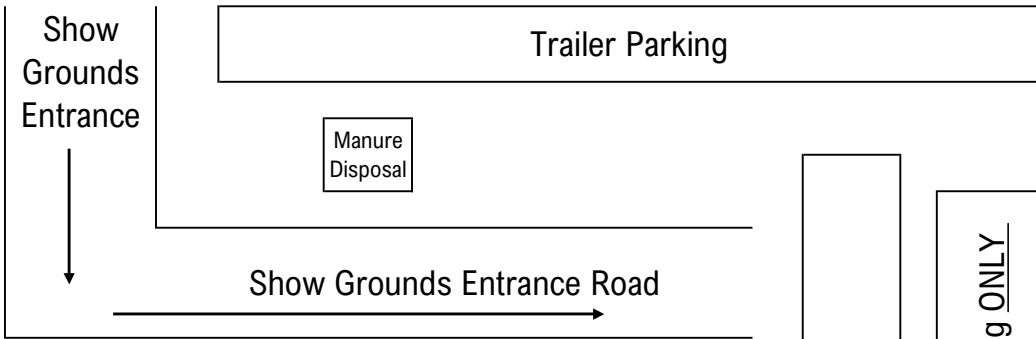 Show
Grounds
Entrance
Trailer Parking
Manure
Disposal
Show Grounds Entrance Road
g ONLY